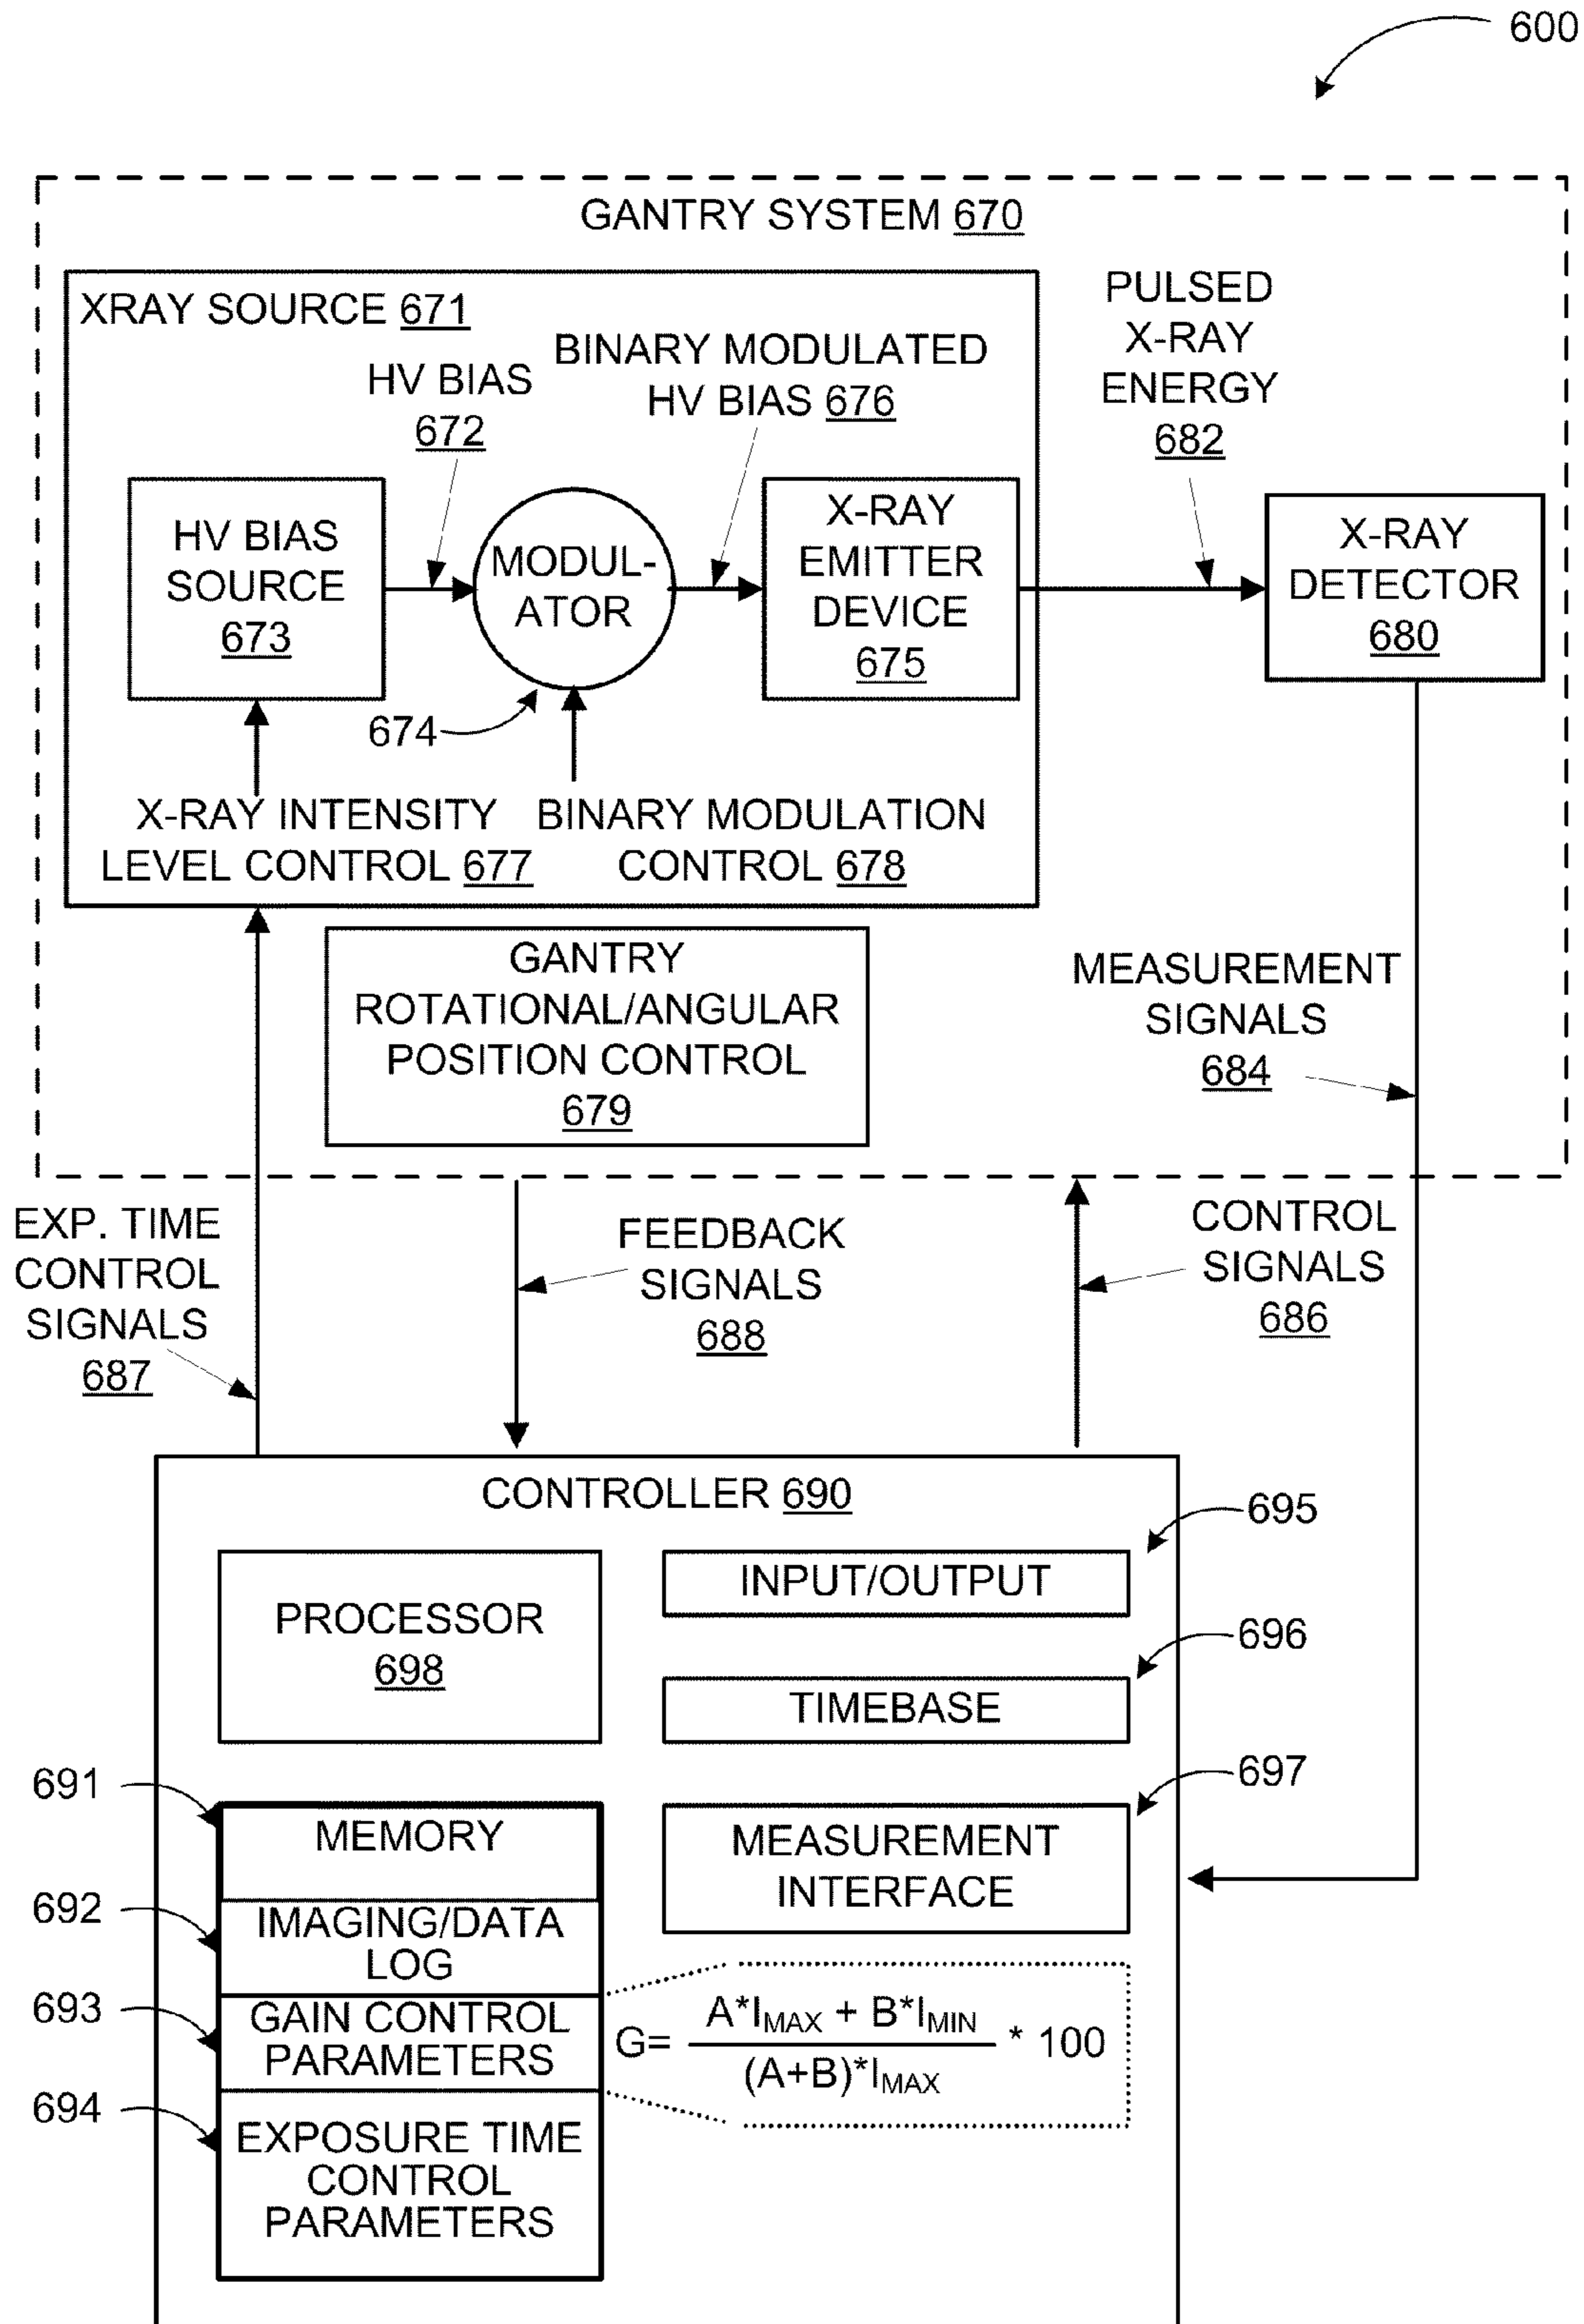 600
GANTRY SYSTEM 670
XRAY SOURCE 671
HV BIAS
672
BINARY MODULATED
HV BIAS 676
PULSED
X-RAY
ENERGY
682
HV BIAS
SOURCE
673
MODUL-
ATOR
X-RAY
EMITTER
DEVICE
675
X-RAY
DETECTOR
680
674
X-RAY INTENSITY
LEVEL CONTROL 677
BINARY MODULATION
CONTROL 678
GANTRY
ROTATIONAL/ANGULAR
POSITION CONTROL
679
MEASUREMENT
SIGNALS
684
EXP. TIME
CONTROL
SIGNALS
687
FEEDBACK
SIGNALS
688
CONTROL
SIGNALS
686
CONTROLLER 690
PROCESSOR
698
695
INPUT/OUTPUT
696
TIMEBASE
697
MEASUREMENT
INTERFACE
691
MEMORY
692
IMAGING/DATA
LOG
693
GAIN CONTROL
PARAMETERS
694
EXPOSURE TIME
CONTROL
PARAMETERS
A*I_MAX + B*I_MIN
G= * 100
(A+B)*I_MAX